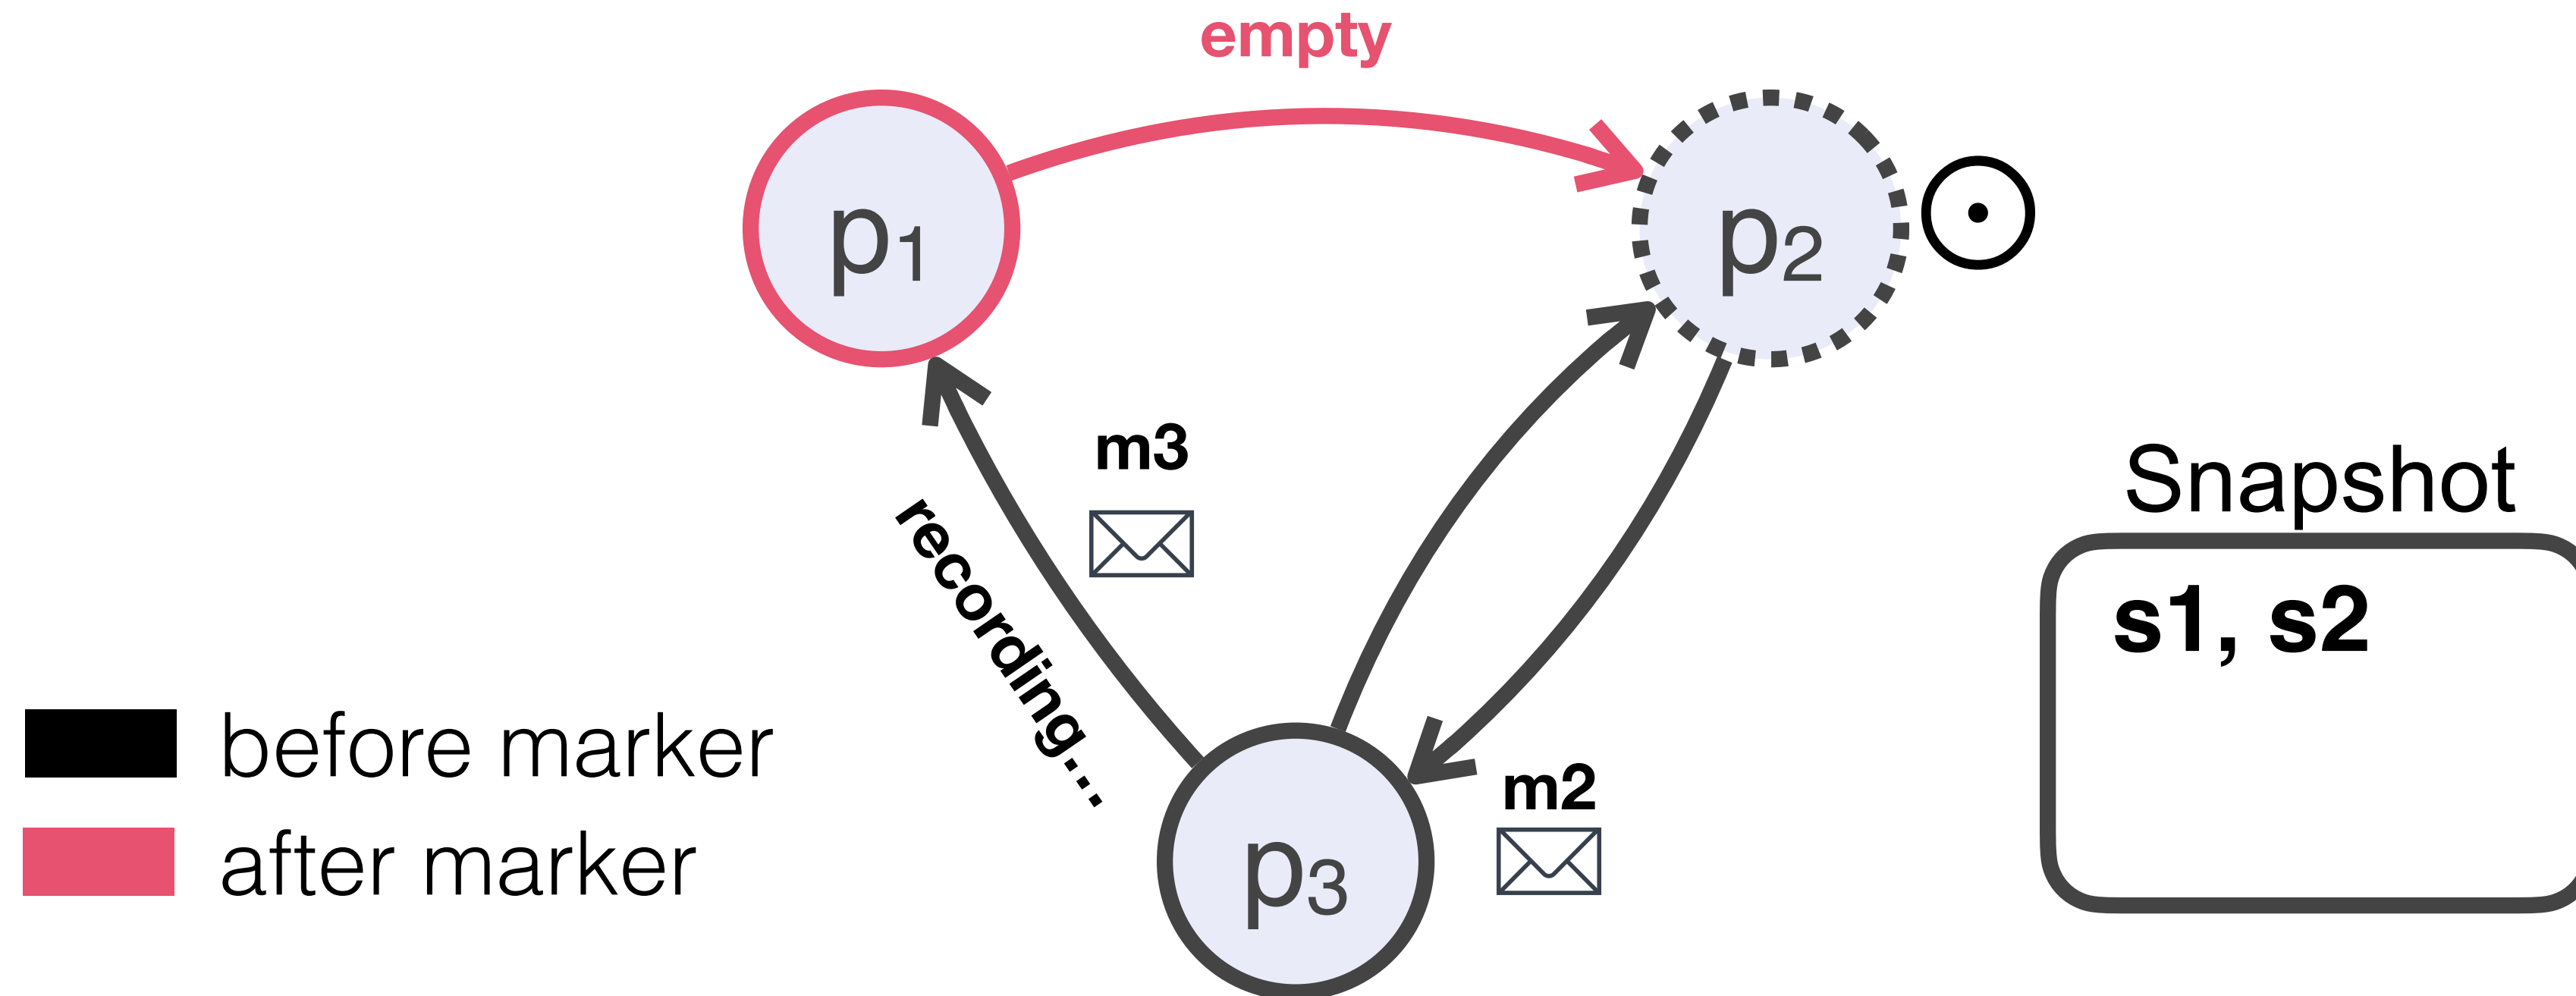 empty
p1
p2
m3
recording...
Snapshot
s1, s2
before marker
m2
after marker
p3